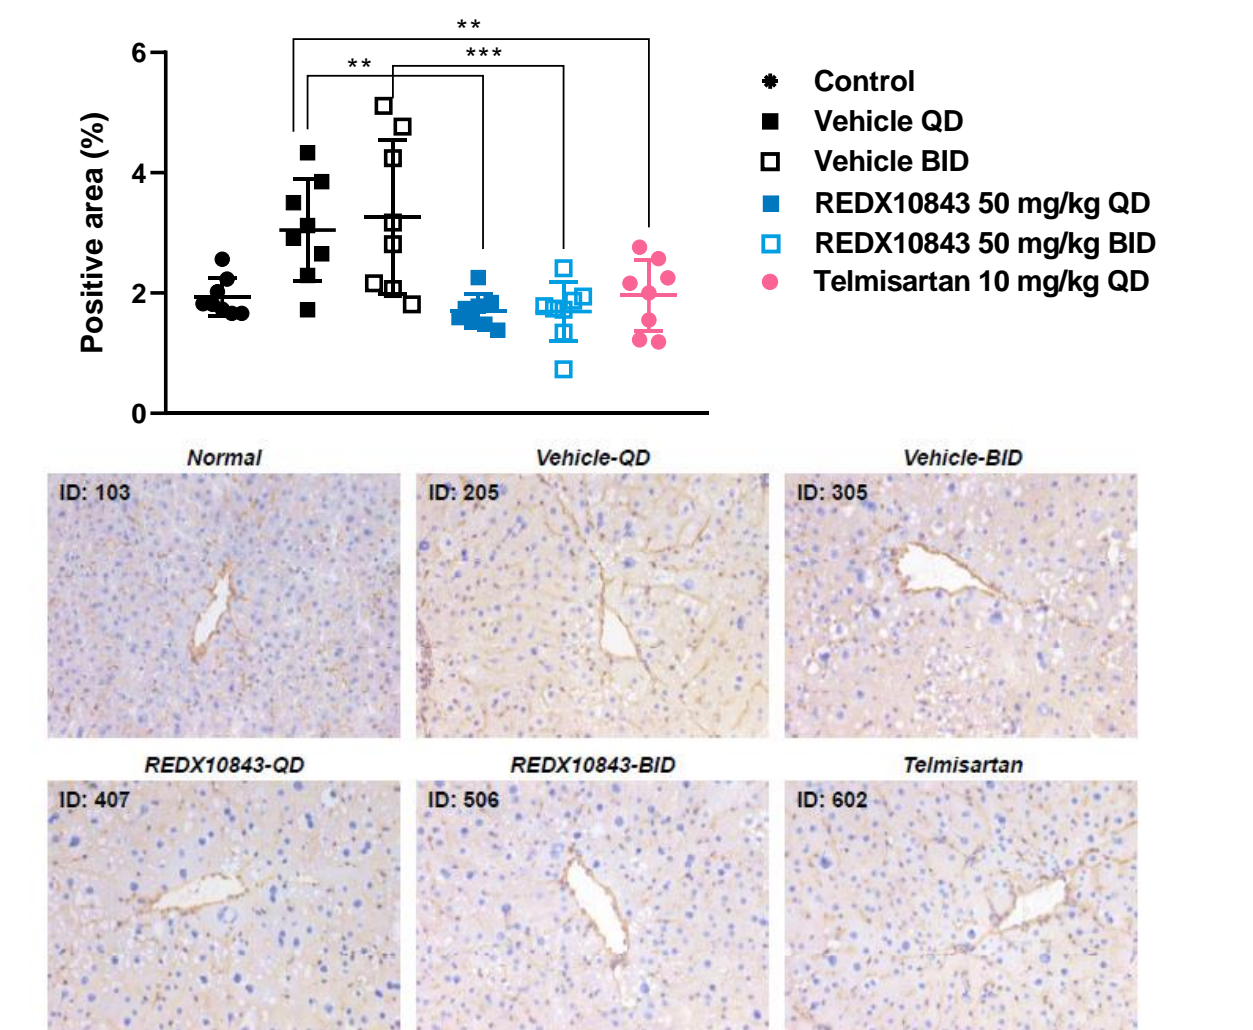 **
***
**
6
4
2
0
Positive area (%)
Control
Vehicle QD
Vehicle BID
REDX10843 50 mg/kg QD
REDX10843 50 mg/kg BID
Telmisartan 10 mg/kg QD
Normal
Vehicle-QD
Vehicle-BID
ID: 103
ID: 205
ID: 305
REDX10843-QD
REDX10843-BID
Telmisartan
ID: 407
ID: 506
ID: 602